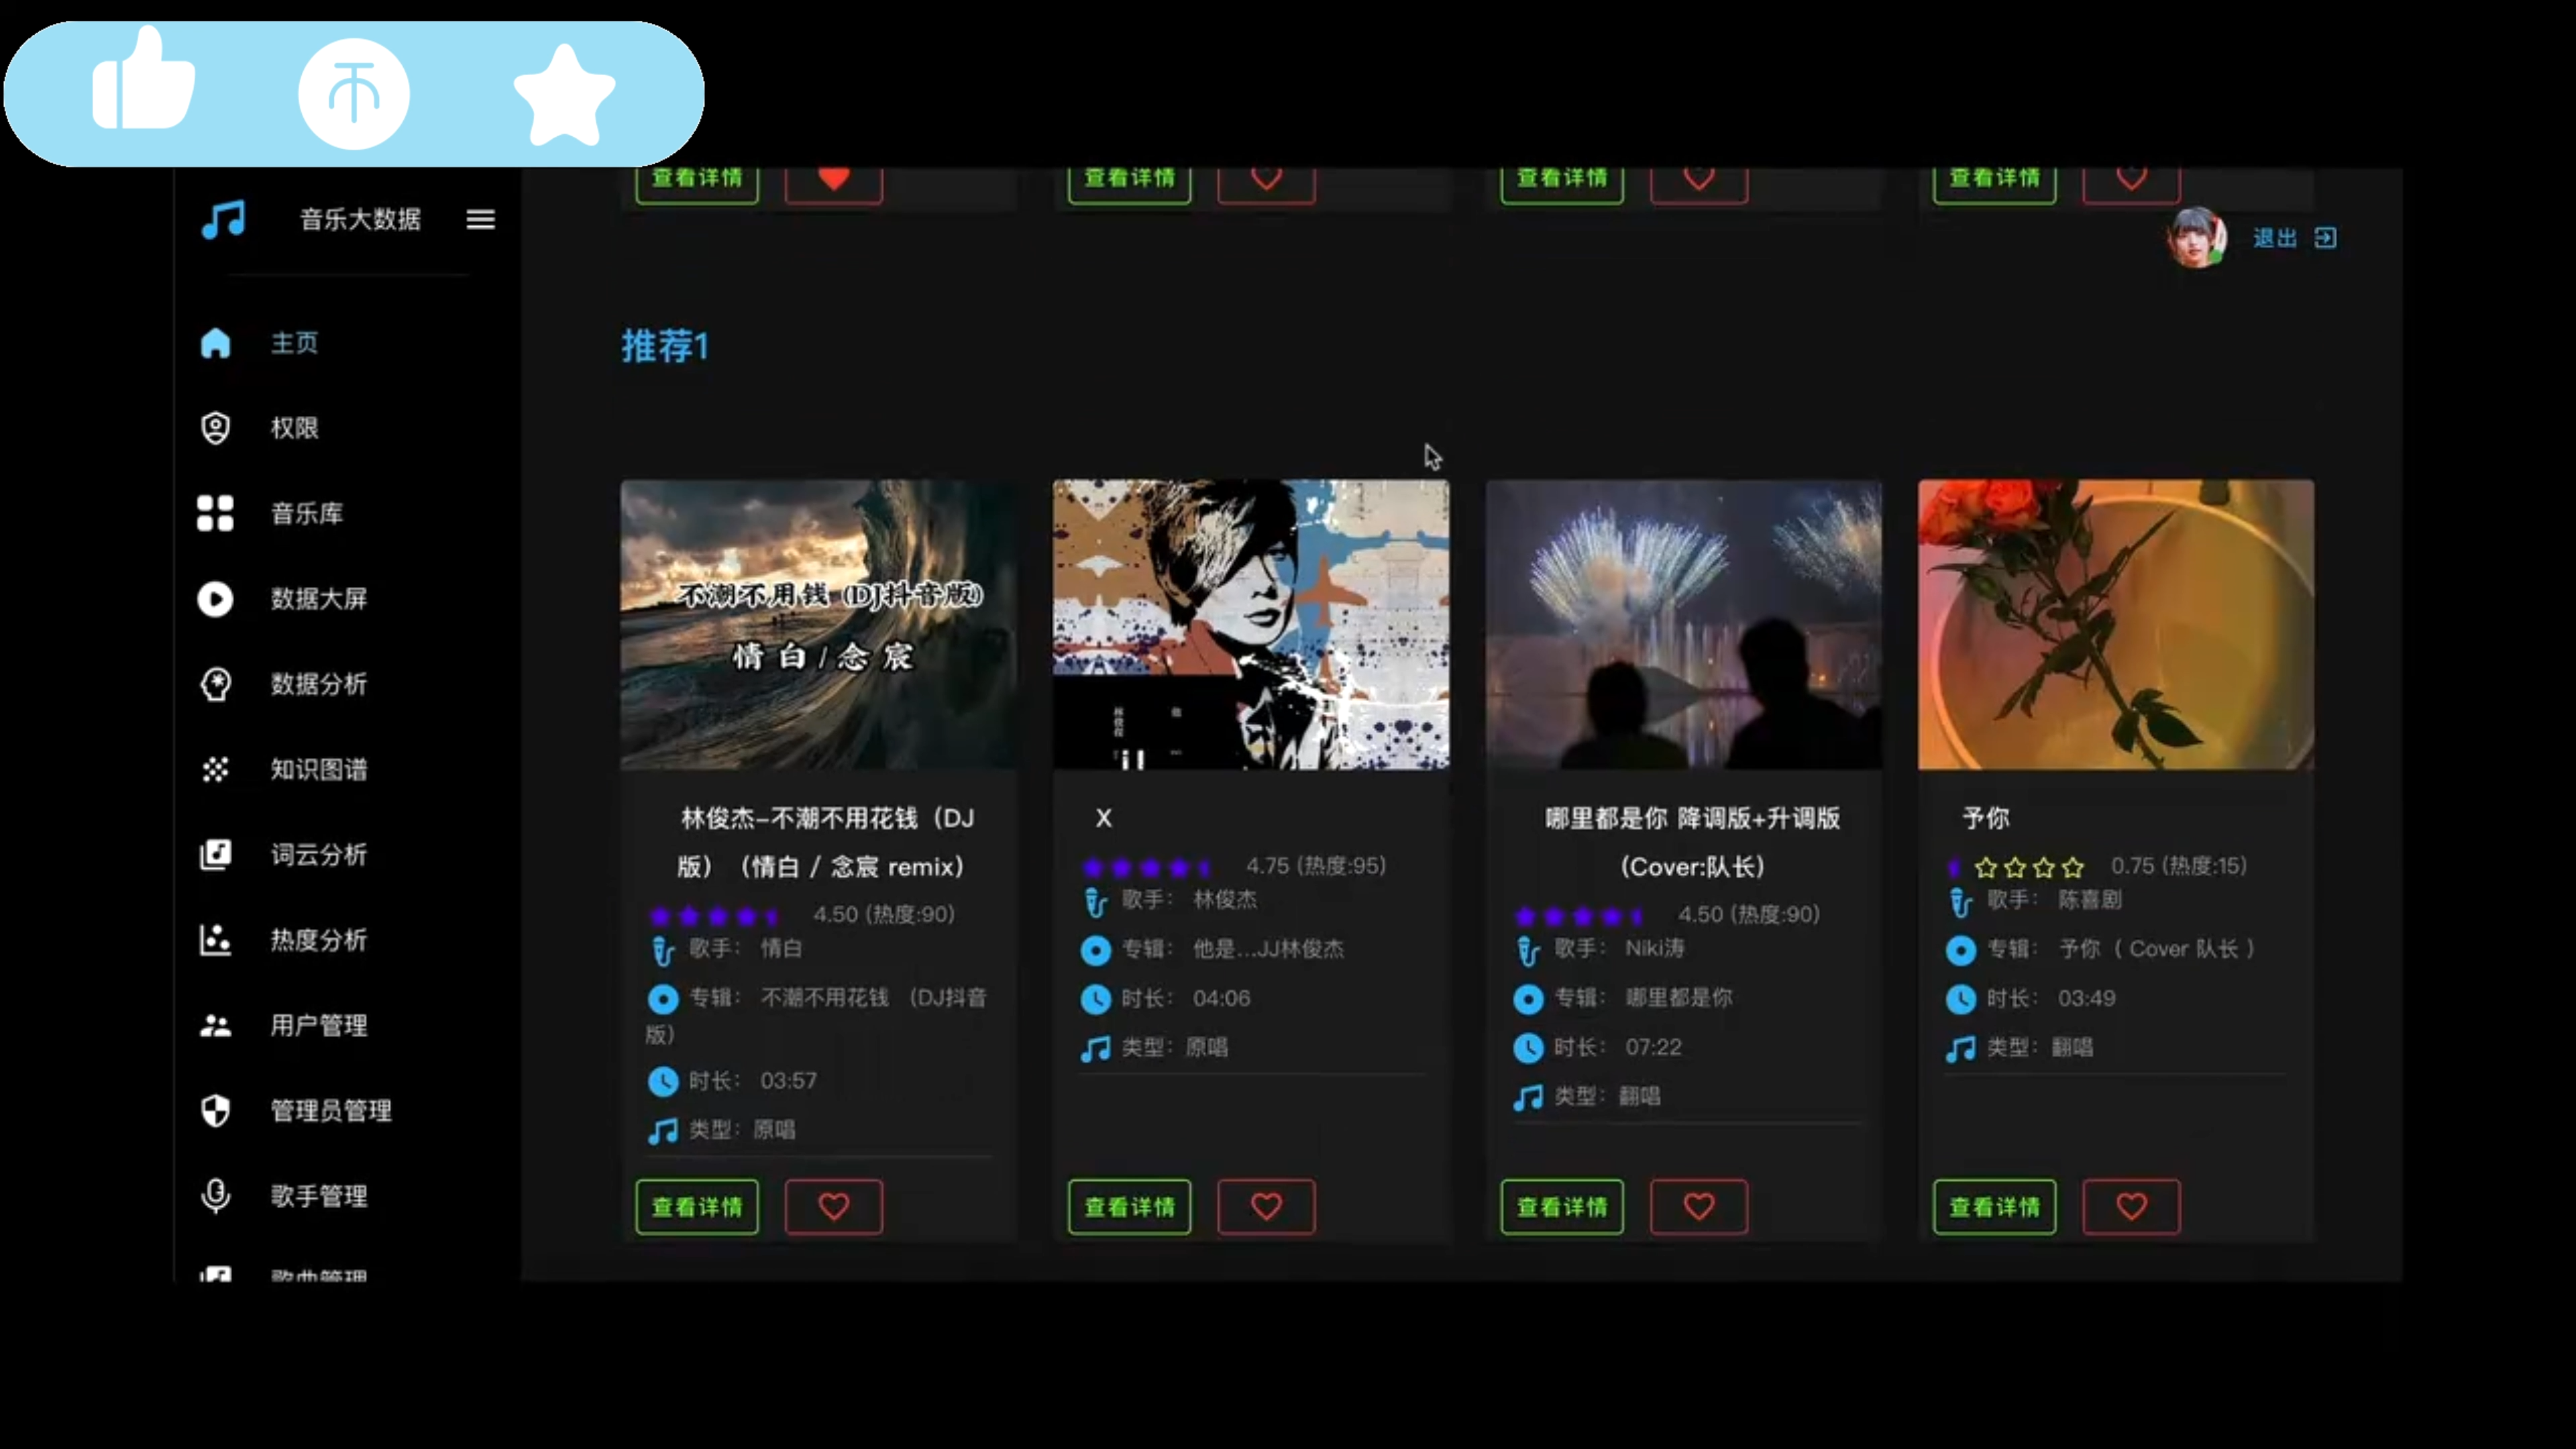 查看详情
查看详情
查看详情
查看详情
音乐大数据
退出
主页
权限
音乐库
数据大屏
数据分析
知识图谱
词云分析
热度分析
用户管理
管理员管理
歌手管理
歌曲管理
推荐1
不潮不用钱 (DJ抖音版)
情 白 / 念 宸
林俊杰-不潮不用花钱（DJ
版）（情白 / 念宸 remix）
4.50 (热度:90)
歌手： 情白
专辑： 不潮不用花钱 （DJ抖音
版）
时长： 03:57
类型：原唱
查看详情
X
4.75 (热度:95)
歌手： 林俊杰
专辑： 他是...JJ林俊杰
时长： 04:06
类型：原唱
查看详情
哪里都是你 降调版+升调版
(Cover:队长)
4.50 (热度:90)
歌手： Niki涛
专辑： 哪里都是你
时长： 07:22
类型：翻唱
查看详情
予你
0.75 (热度:15)
歌手： 陈喜剧
专辑： 予你（ Cover 队长 ）
时长： 03:49
类型：翻唱
查看详情